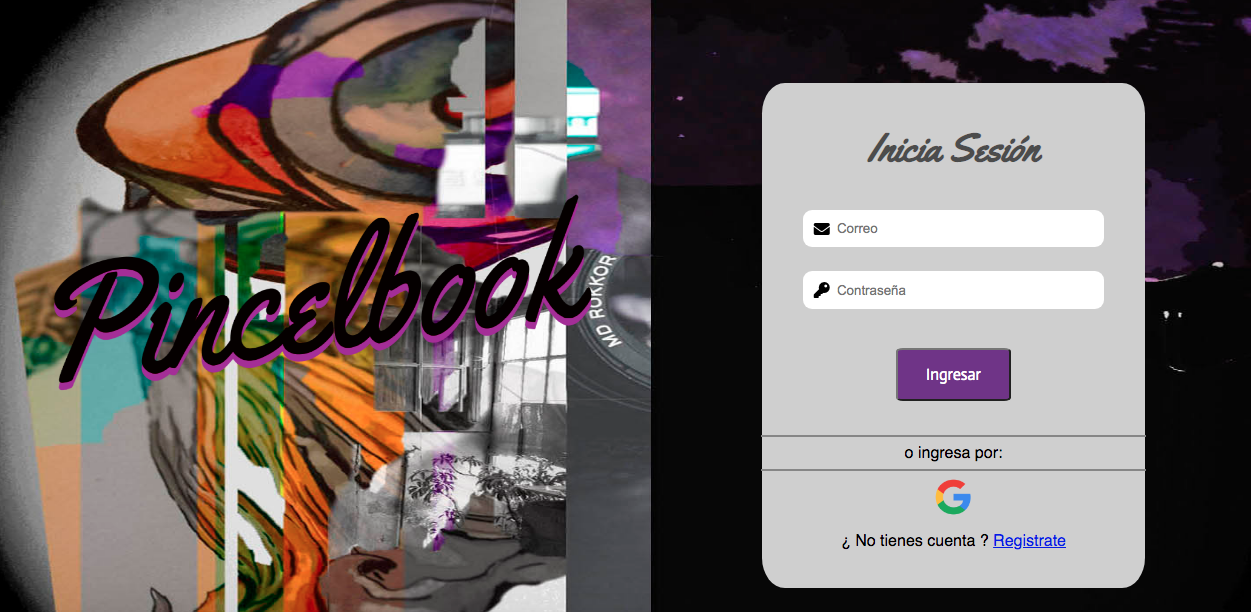 Pincelbook
MD ROKKOR
Inicia Sesión
Correo
Contraseña
Ingresar
o ingresa por:
¿ No tienes cuenta ? Registrate